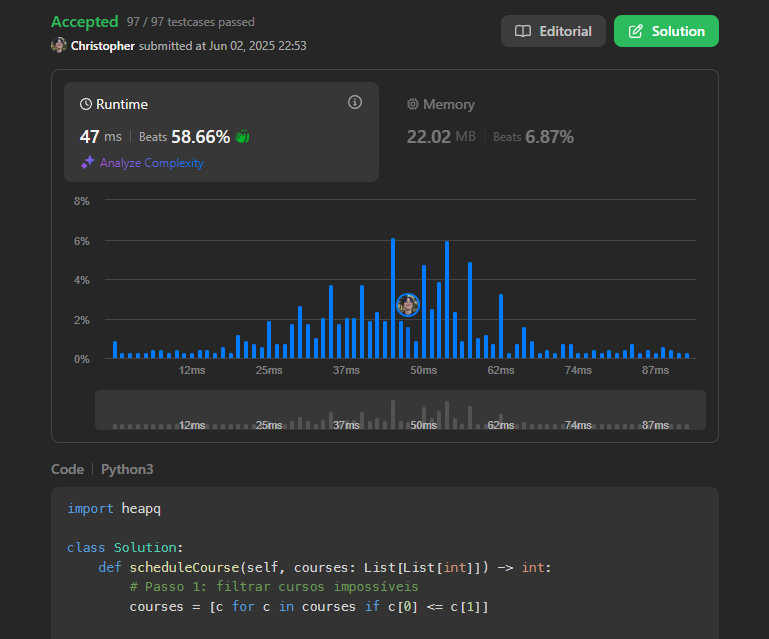 Accepted 97 / 97 testcases passed
Christopher submitted at Jun 02, 2025 22:53
Editorial
Solution
Runtime
47 ms | Beats 58.66%
Analyze Complexity
Memory
22.02 MB | Beats 6.87%
8%
6%
4%
2%
0%
12ms 25ms 37ms 50ms 62ms 74ms 87ms
12ms 25ms 37ms 50ms 62ms 74ms 87ms
Code | Python3
import heapq
class Solution:
    def scheduleCourse(self, courses: List[List[int]]) -> int:
        # Passo 1: filtrar cursos impossíveis
        courses = [c for c in courses if c[0] <= c[1]]